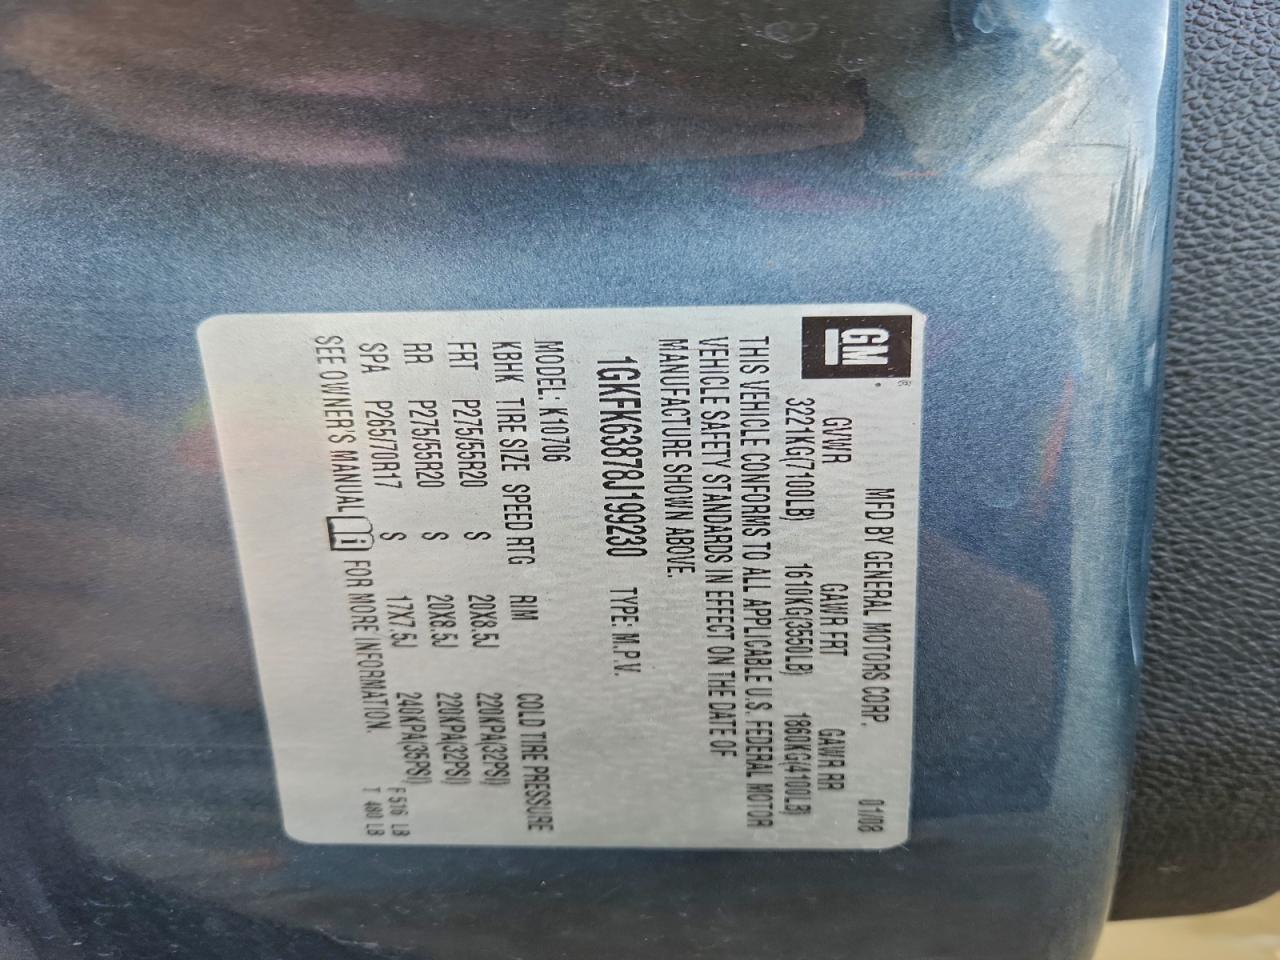 GM
MFD BY GENERAL MOTORS CORP. 01/08
GVWR GAWR FRT GAWR RR
3221KG(7100LB) 1610KG(3550LB) 1860KG(4100LB)
THIS VEHICLE CONFORMS TO ALL APPLICABLE U.S. FEDERAL MOTOR
VEHICLE SAFETY STANDARDS IN EFFECT ON THE DATE OF
MANUFACTURE SHOWN ABOVE.
1GKFK63878J199230 TYPE: M.P.V.
MODEL: K10706
KBHK TIRE SIZE SPEED RTG RIM COLD TIRE PRESSURE
FRT P275/55R20 S 20X8.5J 220KPA(32PSI)
RR P275/55R20 S 20X8.5J 220KPA(32PSI)
SPA P265/70R17 S 17X7.5J 240KPA(35PSI)
SEE OWNER'S MANUAL i FOR MORE INFORMATION.
F 516 LB
T 480 LB